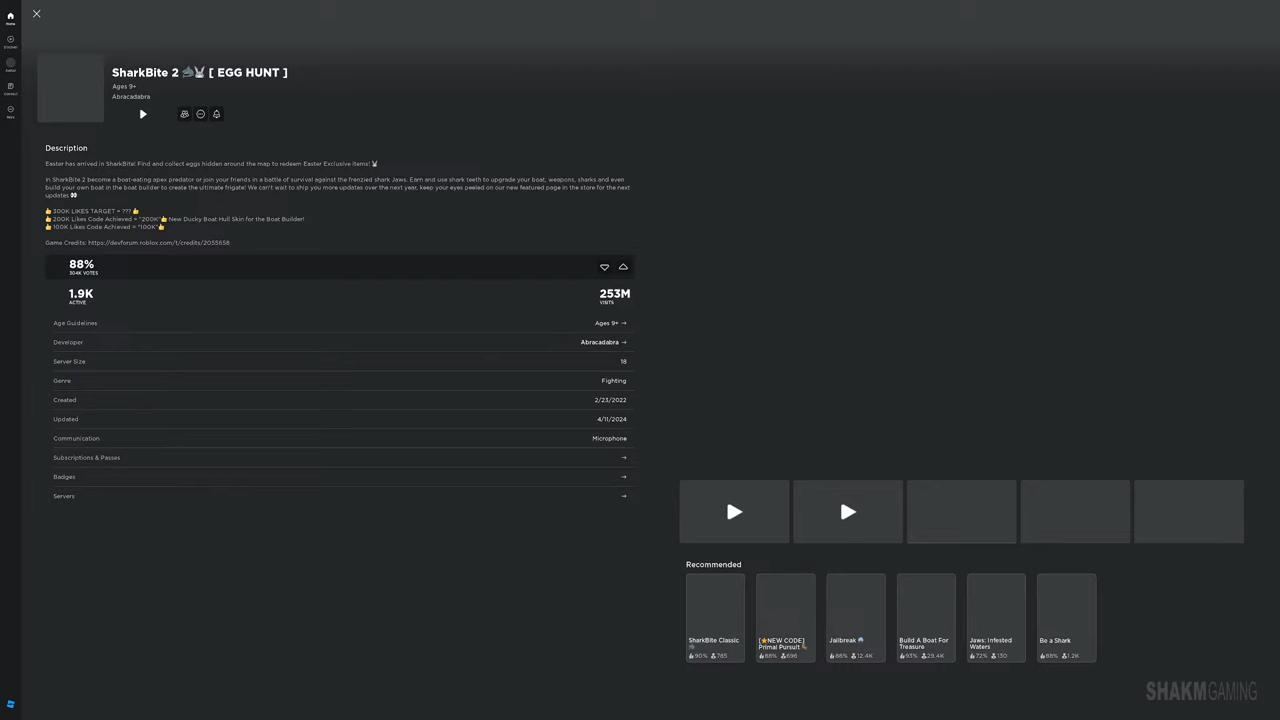 Home
Discover
Avatar
Connect
More
SharkBite 2 🦈🐰 [ EGG HUNT ]
Ages 9+
Abracadabra
Description
Easter has arrived in SharkBite! Find and collect eggs hidden around the map to redeem Easter Exclusive items! 🐰
In SharkBite 2 become a boat-eating apex predator or join your friends in a battle of survival against the frenzied shark Jaws. Earn and use shark teeth to upgrade your boat, weapons, sharks and even
build your own boat in the boat builder to create the ultimate frigate! We can't wait to ship you more updates over the next year, keep your eyes peeled on our new featured page in the store for the next
updates 👀
👍 300K LIKES TARGET = ??? 👍
👍 200K Likes Code Achieved = "200K"👍 New Ducky Boat Hull Skin for the Boat Builder!
👍 100K Likes Code Achieved ="100K"👍
Game Credits: https://devforum.roblox.com/t/credits/2055658
88%
304K VOTES
1.9K
ACTIVE
253M
VISITS
Age Guidelines Ages 9+ →
Developer Abracadabra →
Server Size 18
Genre Fighting
Created 2/23/2022
Updated 4/11/2024
Communication Microphone
Subscriptions & Passes →
Badges →
Servers →
Recommended
SharkBite Classic
🦈
90% 765
[⭐NEW CODE]
Primal Pursuit 🦖
88% 696
Jailbreak 🚔
86% 12.4K
Build A Boat For
Treasure
93% 29.4K
Jaws: Infested
Waters
72% 130
Be a Shark
88% 1.2K
SHAKMGAMING